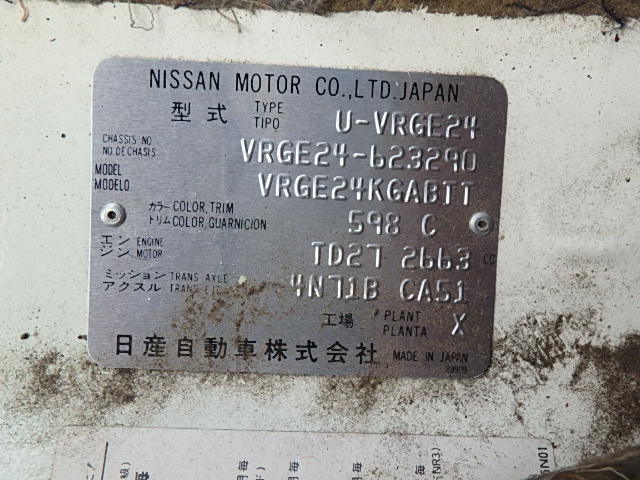 NISSAN MOTOR CO.,LTD.JAPAN
型式 TYPE TIPO U-VRGE24
CHASSIS NO NO.DE CHASIS VRGE24-623290
MODEL MODELO VRGE24KGABTT
カラー COLOR,TRIM トリム COLOR,GUARNICION 598 C
エンジン ENGINE MOTOR TD27 2663 CC
ミッション TRANS AXLE アクスル TRANS EJE 4N71B CA51
工場 PLANT PLANTA X
日産自動車株式会社 MADE IN JAPAN